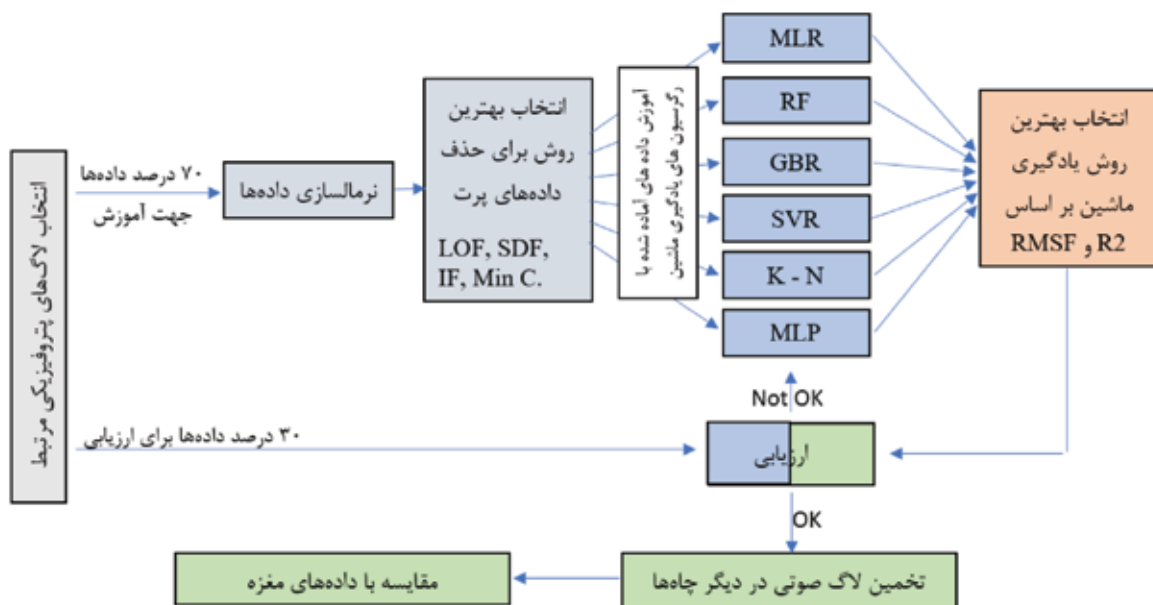 انتخاب لاگ‌های پتروفیزیکی مرتبط
۷۰ درصد داده‌ها
جهت آموزش
نرمالسازی داده‌ها
انتخاب بهترین
روش برای حذف
داده‌های پرت
LOF, SDF,
IF, Min C.
آموزش داده های آماده شده با
رگرسیون های یادگیری ماشین
MLR
RF
GBR
SVR
K - N
MLP
انتخاب بهترین
روش یادگیری
ماشین بر اساس
R2 و RMSF
Not OK
۳۰ درصد داده‌ها برای ارزیابی
ارزیابی
OK
تخمین لاگ صوتی در دیگر چاه‌ها
مقایسه با داده‌های مغزه